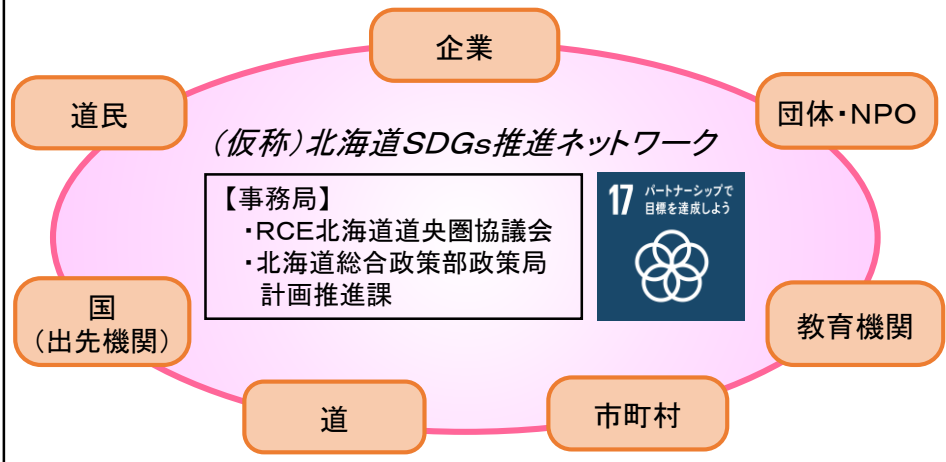 企業
道民
団体・NPO
（仮称）北海道SDGs推進ネットワーク
【事務局】
・RCE北海道道央圏協議会
・北海道総合政策部政策局
計画推進課
17 パートナーシップで
目標を達成しよう
国
（出先機関）
教育機関
道
市町村